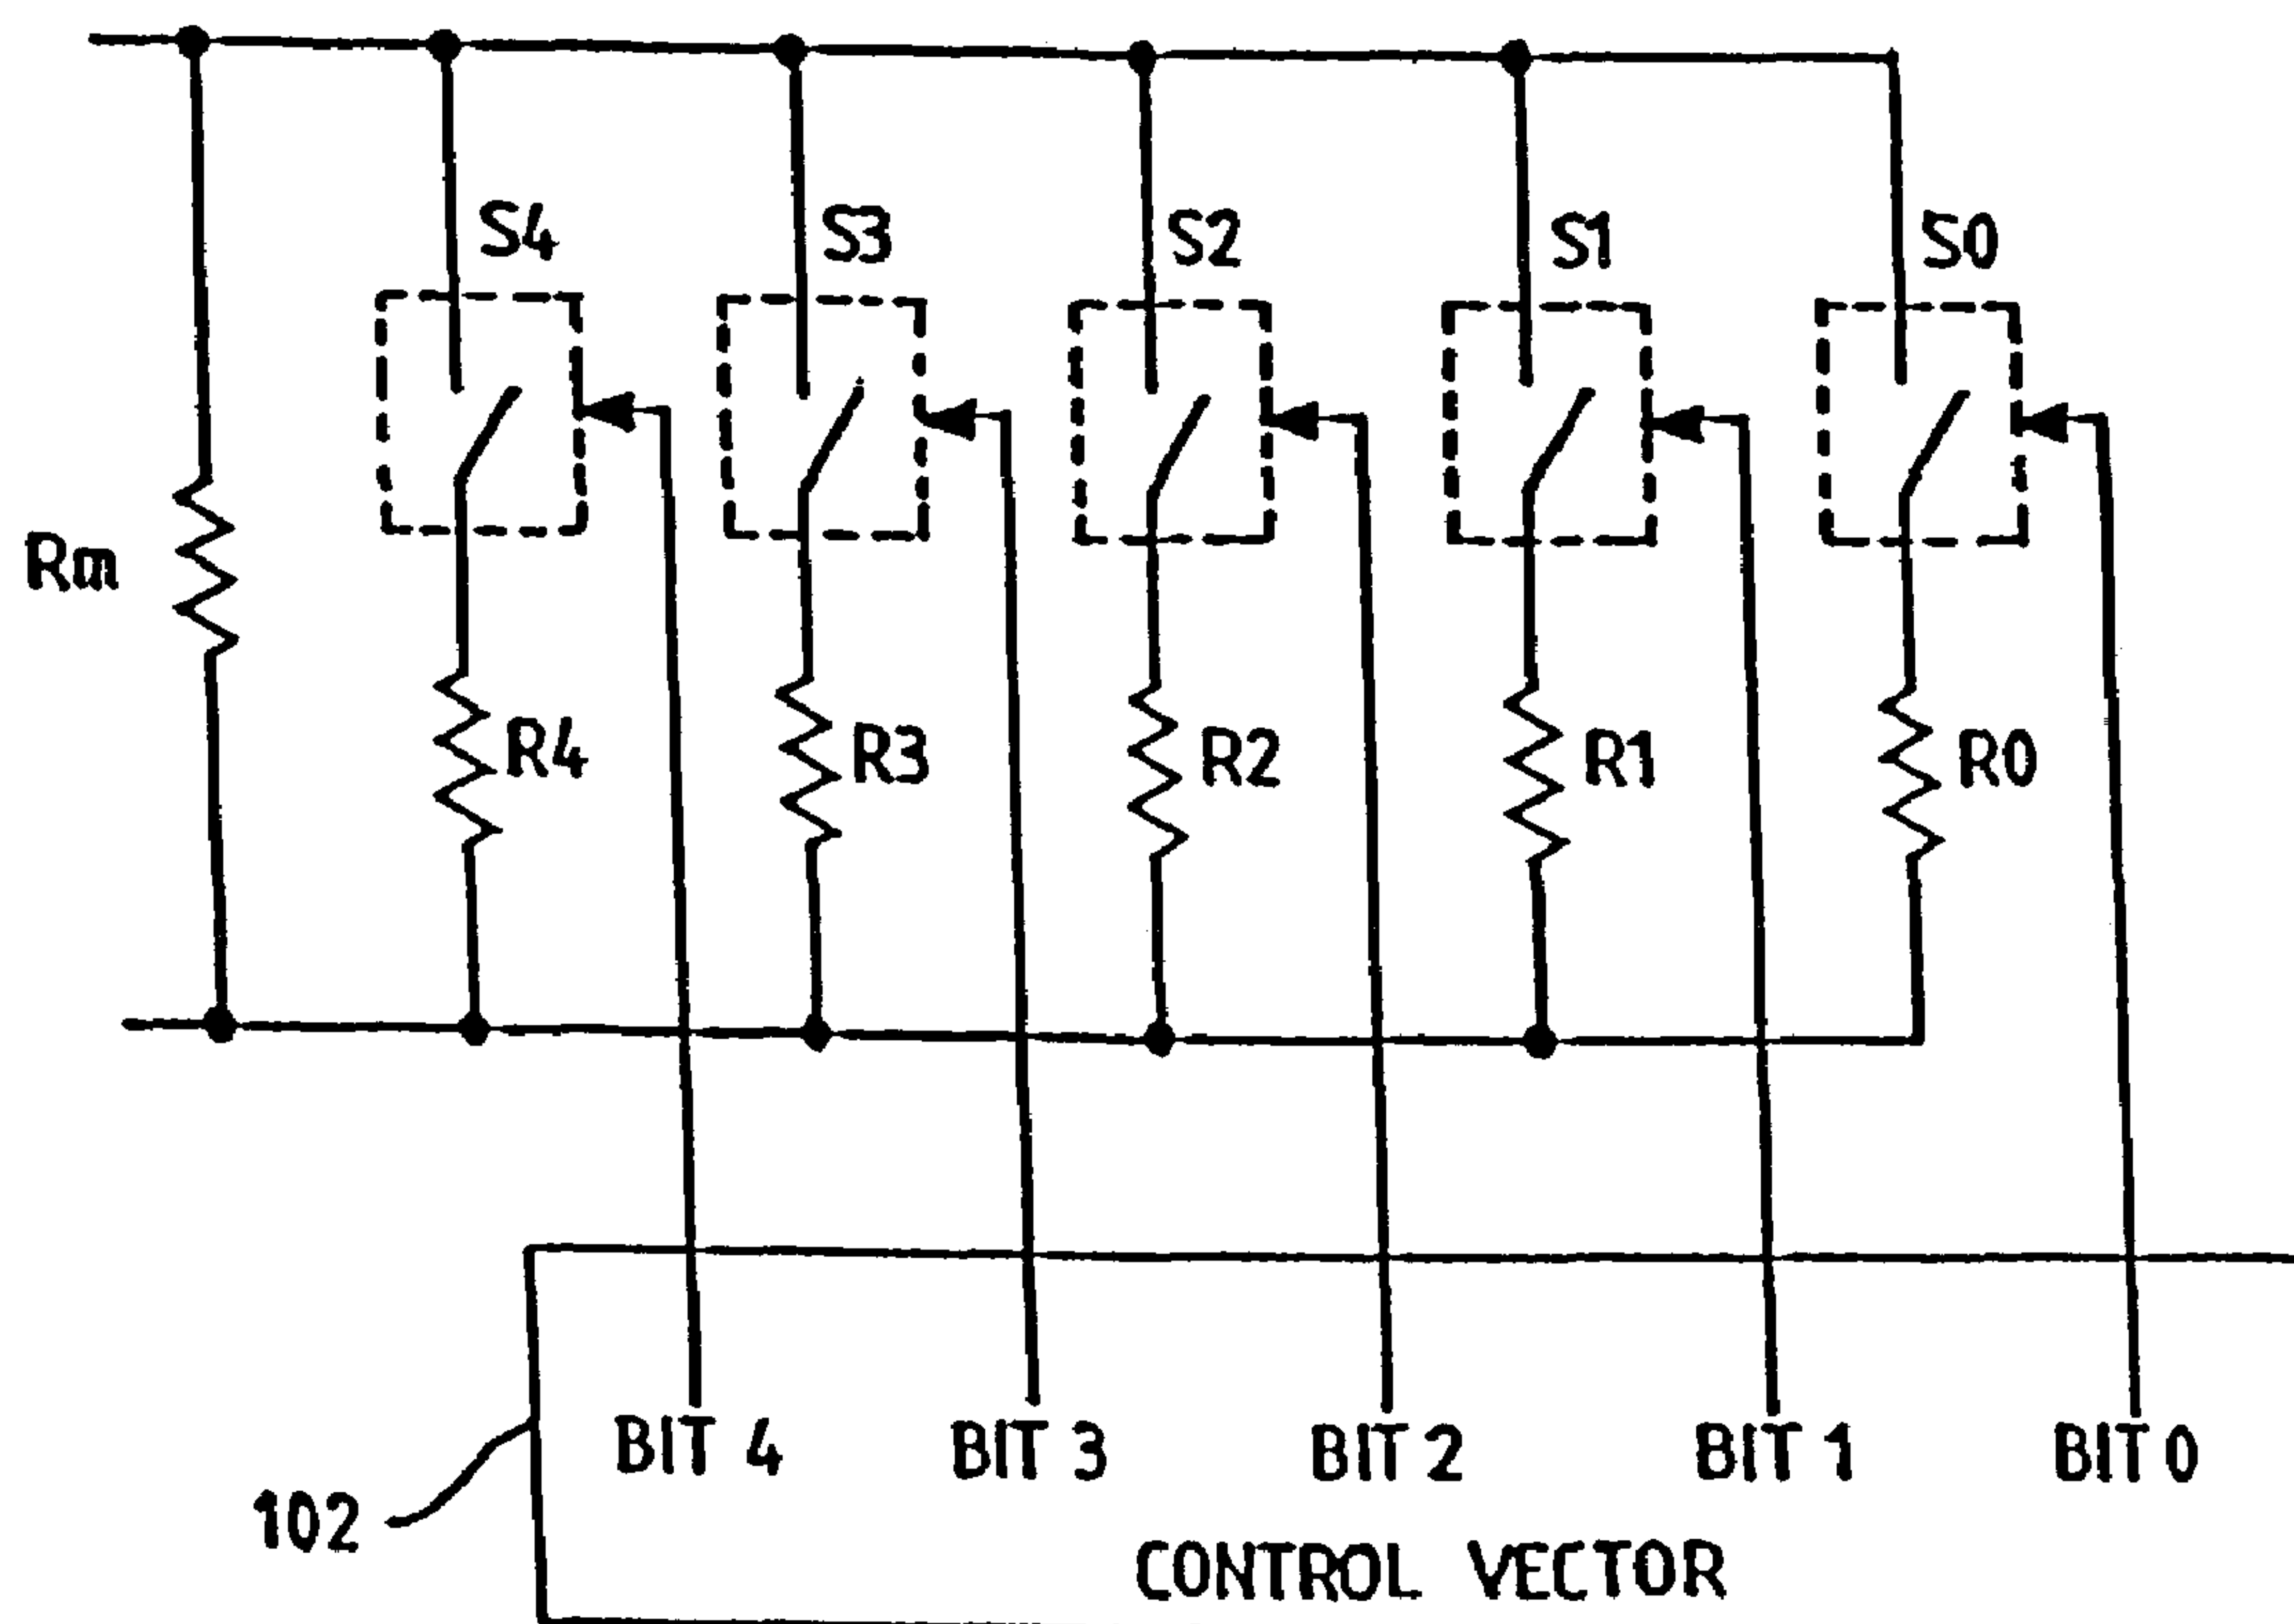 S4 S3 S2 S1 S0
Rm
R4 R3 R2 R1 R0
BIT 4 BIT 3 BIT 2 BIT 1 BIT 0
102
CONTROL VECTOR